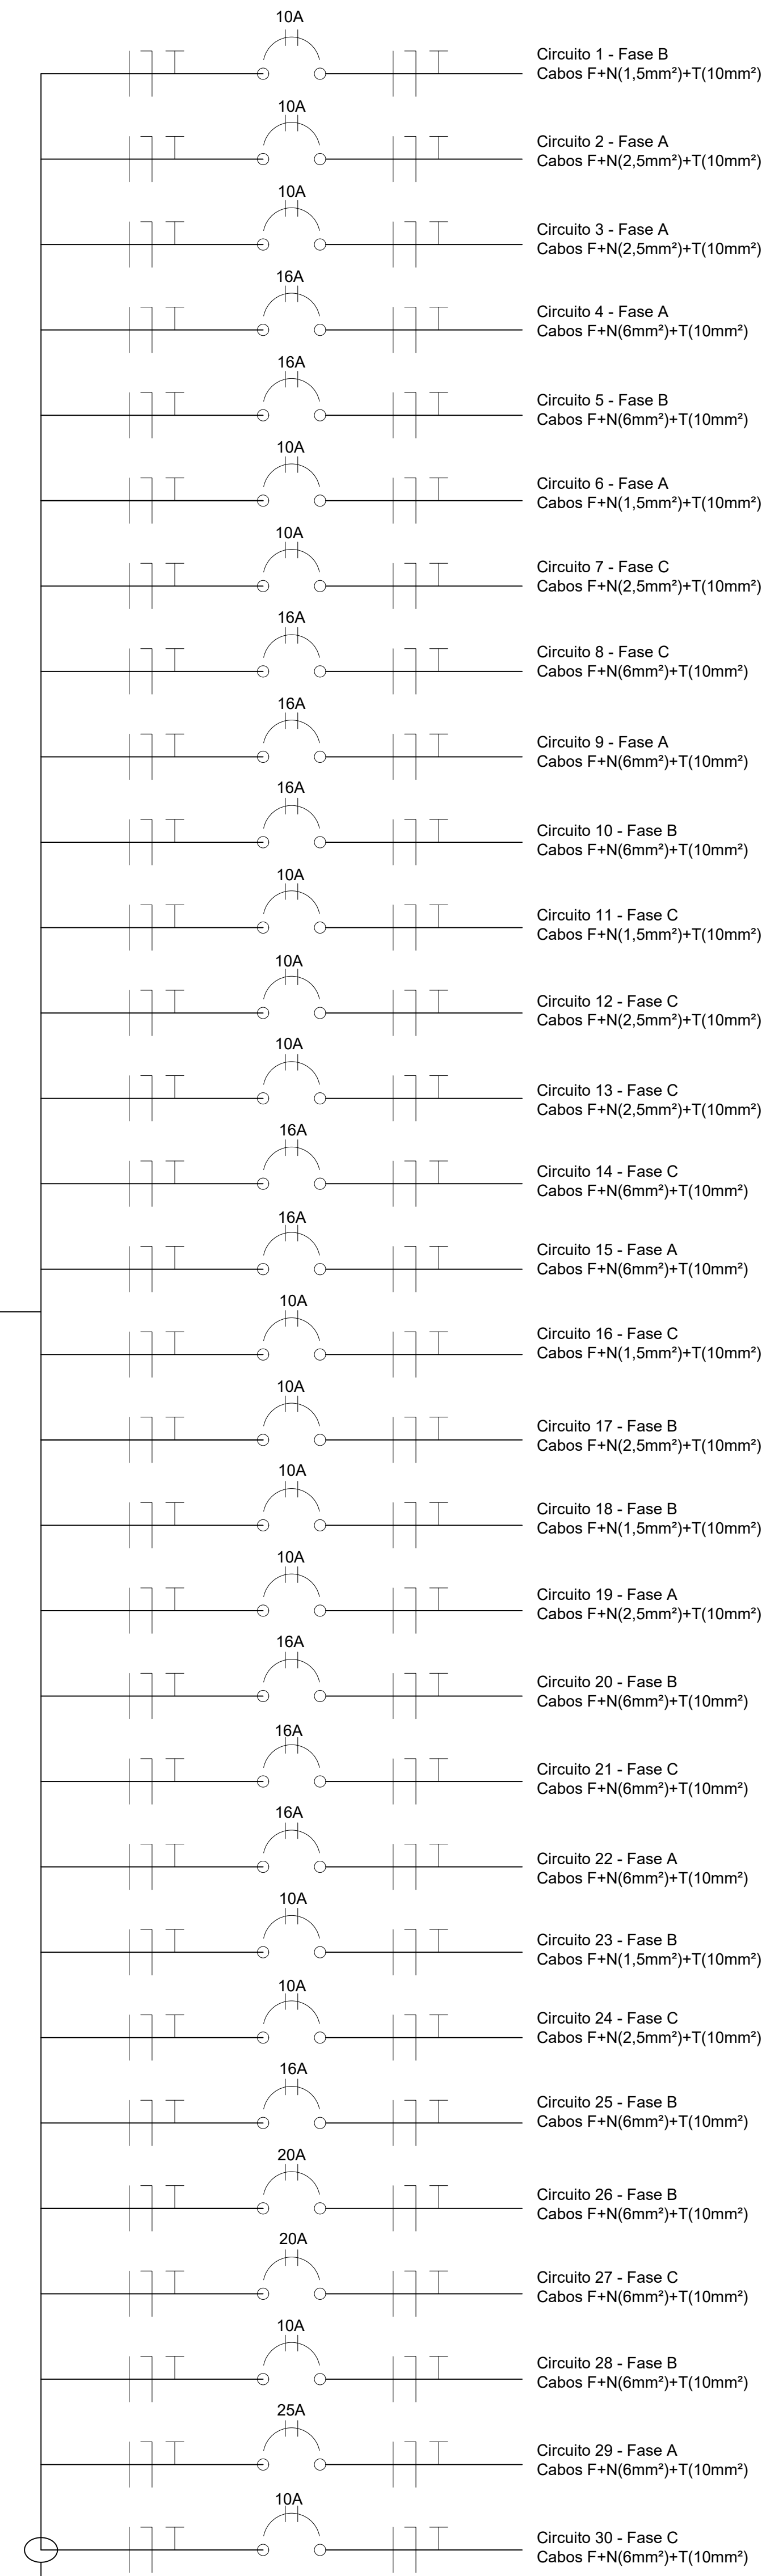 10A
Circuito 1 - Fase B
Cabos F+N(1,5mm²)+T(10mm²)
10A
Circuito 2 - Fase A
Cabos F+N(2,5mm²)+T(10mm²)
10A
Circuito 3 - Fase A
Cabos F+N(2,5mm²)+T(10mm²)
16A
Circuito 4 - Fase A
Cabos F+N(6mm²)+T(10mm²)
16A
Circuito 5 - Fase B
Cabos F+N(6mm²)+T(10mm²)
10A
Circuito 6 - Fase A
Cabos F+N(1,5mm²)+T(10mm²)
10A
Circuito 7 - Fase C
Cabos F+N(2,5mm²)+T(10mm²)
16A
Circuito 8 - Fase C
Cabos F+N(6mm²)+T(10mm²)
16A
Circuito 9 - Fase A
Cabos F+N(6mm²)+T(10mm²)
16A
Circuito 10 - Fase B
Cabos F+N(6mm²)+T(10mm²)
10A
Circuito 11 - Fase C
Cabos F+N(1,5mm²)+T(10mm²)
10A
Circuito 12 - Fase C
Cabos F+N(2,5mm²)+T(10mm²)
10A
Circuito 13 - Fase C
Cabos F+N(2,5mm²)+T(10mm²)
16A
Circuito 14 - Fase C
Cabos F+N(6mm²)+T(10mm²)
16A
Circuito 15 - Fase A
Cabos F+N(6mm²)+T(10mm²)
10A
Circuito 16 - Fase C
Cabos F+N(1,5mm²)+T(10mm²)
10A
Circuito 17 - Fase B
Cabos F+N(2,5mm²)+T(10mm²)
10A
Circuito 18 - Fase B
Cabos F+N(1,5mm²)+T(10mm²)
10A
Circuito 19 - Fase A
Cabos F+N(2,5mm²)+T(10mm²)
16A
Circuito 20 - Fase B
Cabos F+N(6mm²)+T(10mm²)
16A
Circuito 21 - Fase C
Cabos F+N(6mm²)+T(10mm²)
16A
Circuito 22 - Fase A
Cabos F+N(6mm²)+T(10mm²)
10A
Circuito 23 - Fase B
Cabos F+N(1,5mm²)+T(10mm²)
10A
Circuito 24 - Fase C
Cabos F+N(2,5mm²)+T(10mm²)
16A
Circuito 25 - Fase B
Cabos F+N(6mm²)+T(10mm²)
20A
Circuito 26 - Fase B
Cabos F+N(6mm²)+T(10mm²)
20A
Circuito 27 - Fase C
Cabos F+N(6mm²)+T(10mm²)
10A
Circuito 28 - Fase B
Cabos F+N(6mm²)+T(10mm²)
25A
Circuito 29 - Fase A
Cabos F+N(6mm²)+T(10mm²)
10A
Circuito 30 - Fase C
Cabos F+N(6mm²)+T(10mm²)